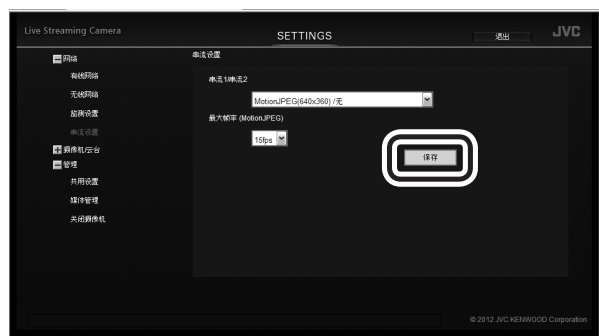 Live Streaming Camera
SETTINGS
退出
JVC
网络
有线网络
无线网络
监测设置
串流设置
摄像机/云台
管理
共用设置
媒体管理
关闭摄像机
串流设置
串流1/串流2
MotionJPEG(640x360) /无
最大帧率 (MotionJPEG)
15fps
保存
© 2012 JVC KENWOOD Corporation